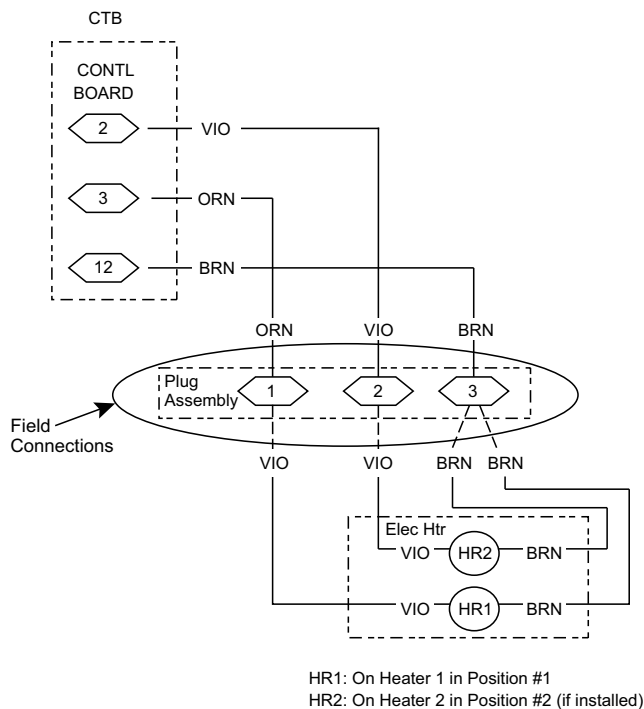 CTB
CONTL
BOARD
2
VIO
3
ORN
12
BRN
ORN
VIO
BRN
Plug
Assembly
1
2
3
Field
Connections
VIO
VIO
BRN
BRN
Elec Htr
VIO
HR2
BRN
VIO
HR1
BRN
HR1: On Heater 1 in Position #1
HR2: On Heater 2 in Position #2 (if installed)